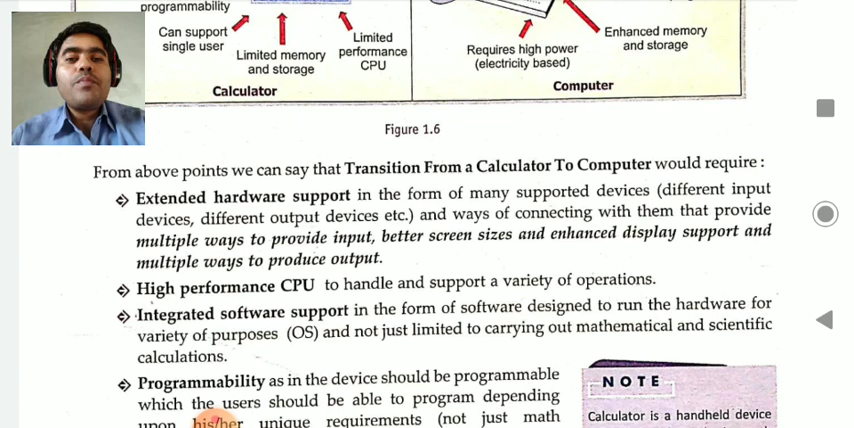 programmability
Can support
single user
Limited memory
and storage
Limited
performance
CPU
Calculator
Requires high power
(electricity based)
Enhanced memory
and storage
Computer
Figure 1.6
From above points we can say that Transition From a Calculator To Computer would require :
Extended hardware support in the form of many supported devices (different input
devices, different output devices etc.) and ways of connecting with them that provide
multiple ways to provide input, better screen sizes and enhanced display support and
multiple ways to produce output.
High performance CPU to handle and support a variety of operations.
Integrated software support in the form of software designed to run the hardware for
variety of purposes (OS) and not just limited to carrying out mathematical and scientific
calculations.
Programmability as in the device should be programmable
which the users should be able to program depending
upon his/her unique requirements (not just math
NOTE
Calculator is a handheld device